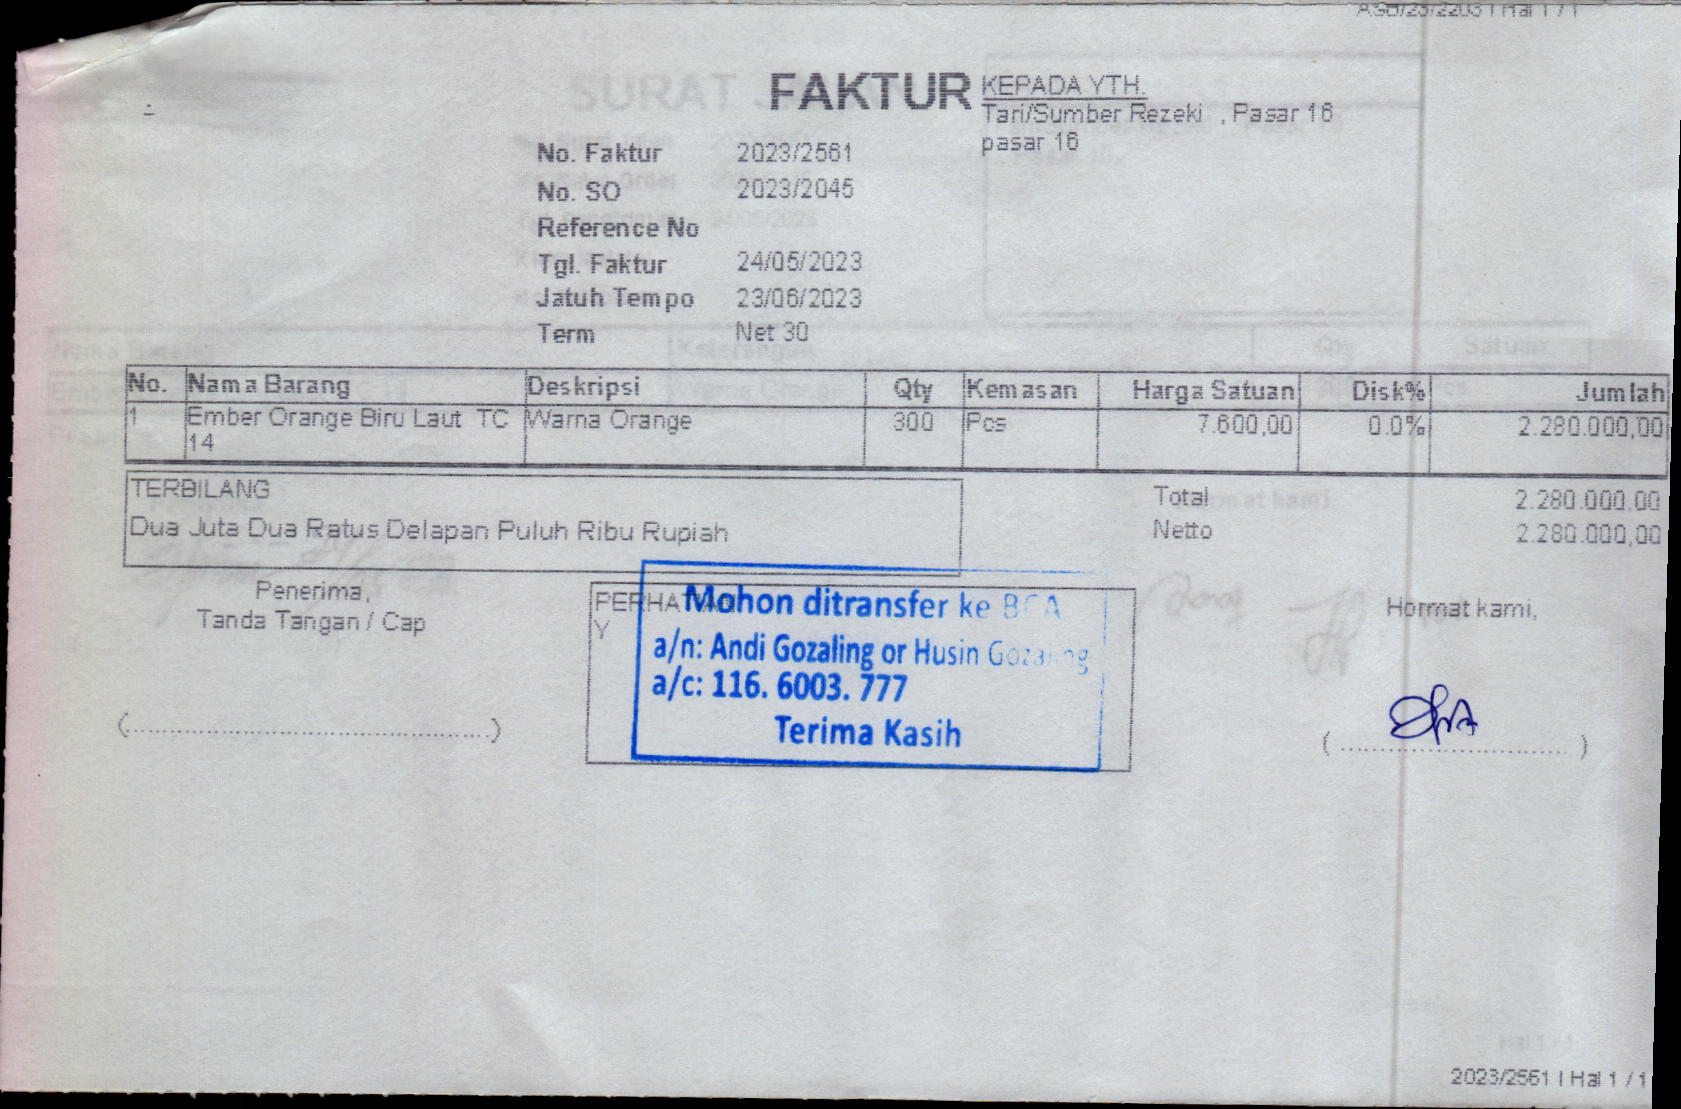 FAKTUR
KEPADA YTH.
Tari/Sumber Rezeki , Pasar 16
pasar 16
No. Faktur 2023/2561
No. SO 2023/2045
Reference No
Tgl. Faktur 24/05/2023
Jatuh Tempo 23/06/2023
Term Net 30
No. Nama Barang Deskripsi Qty Kemasan Harga Satuan Disk% Jumlah
1 Ember Orange Biru Laut TC Warna Orange 300 Pcs 7.600,00 0.0% 2.280.000,00
14
TERBILANG
Dua Juta Dua Ratus Delapan Puluh Ribu Rupiah
Total 2.280.000.00
Netto 2.280.000,00
Penerima,
Tanda Tangan / Cap
(..........................................)
Y
Mohon ditransfer ke BCA
a/n: Andi Gozaling or Husin Gozaling
a/c: 116. 6003. 777
Terima Kasih
Hormat kami,
(..........................................)
2023/2561 | Hal 1 / 1